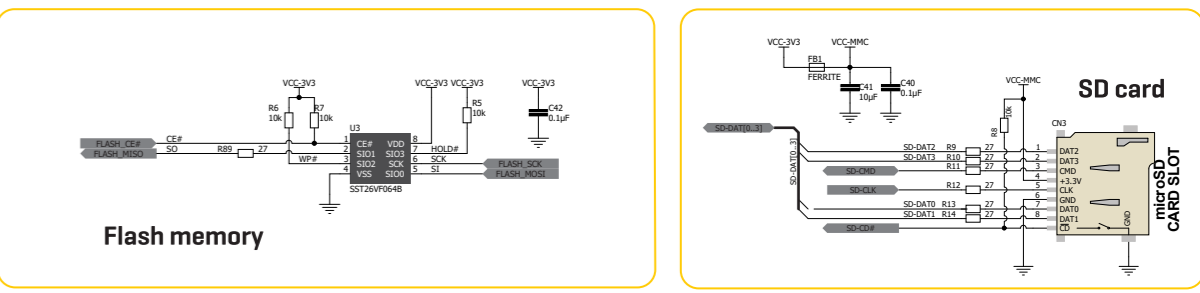 VCC-3V3
VCC-3V3 VCC-3V3
VCC-3V3
R6
10k
R7
10k
R5
10k
C42
0.1µF
U3
FLASH_CE#
CE#
1
CE#
VDD
8
FLASH_MISO
SO
R89
27
2
SIO1
SIO3
7
HOLD#
WP#
3
SIO2
SCK
6
SCK
FLASH_SCK
4
VSS
SIO0
5
SI
FLASH_MOSI
SST26VF064B
Flash memory
VCC-3V3
VCC-MMC
FB1
FERRITE
C41
10µF
C40
0.1µF
VCC-MMC
SD card
R8
10k
CN3
SD-DAT[0..3]
SD-DAT[0..3]
SD-DAT2 R9 27 1 DAT2
SD-DAT3 R10 27 2 DAT3
SD-CMD R11 27 3 CMD
4 +3.3V
SD-CLK R12 27 5 CLK
6 GND
SD-DAT0 R13 27 7 DAT0
SD-DAT1 R14 27 8 DAT1
SD-CD# CD
GND
microSD
CARD SLOT